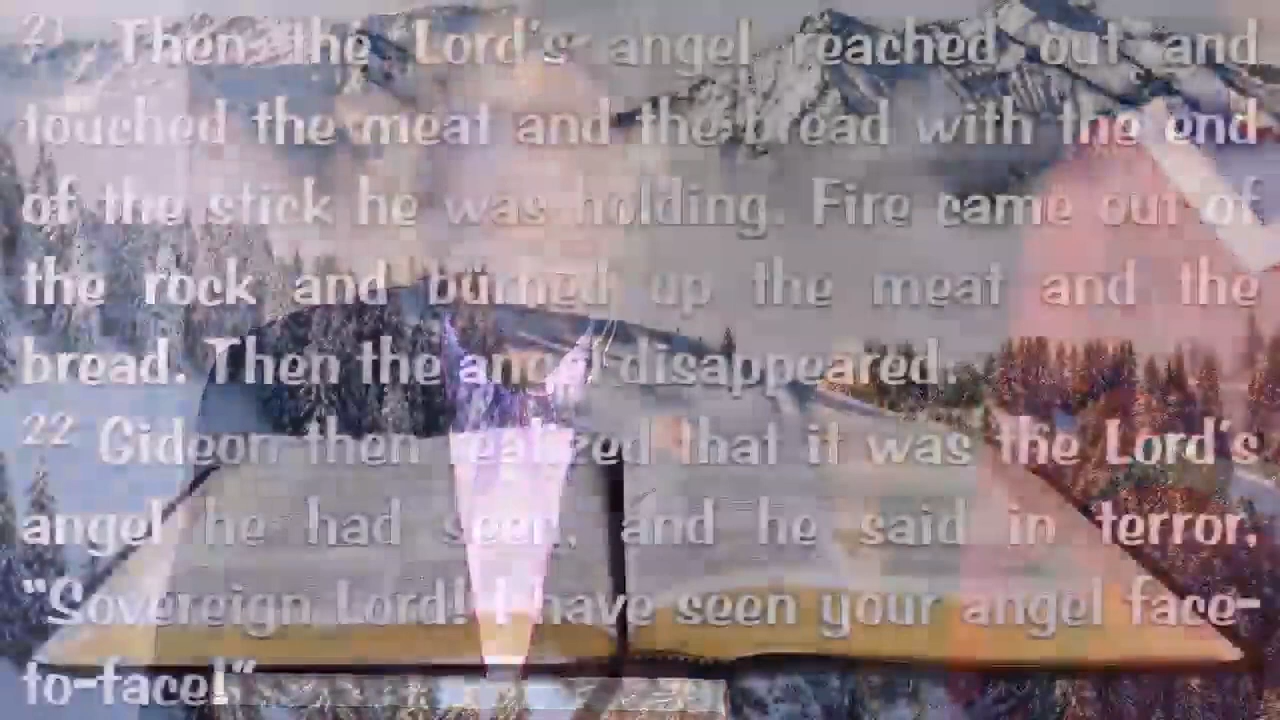 21 Then the Lord's angel reached out and
touched the meat and the bread with the end
of the stick he was holding. Fire came out of
the rock and burned up the meat and the
bread. Then the angel disappeared.
22 Gideon then realized that it was the Lord's
angel he had seen, and he said in terror,
"Sovereign Lord! I have seen your angel face-
to-face!"